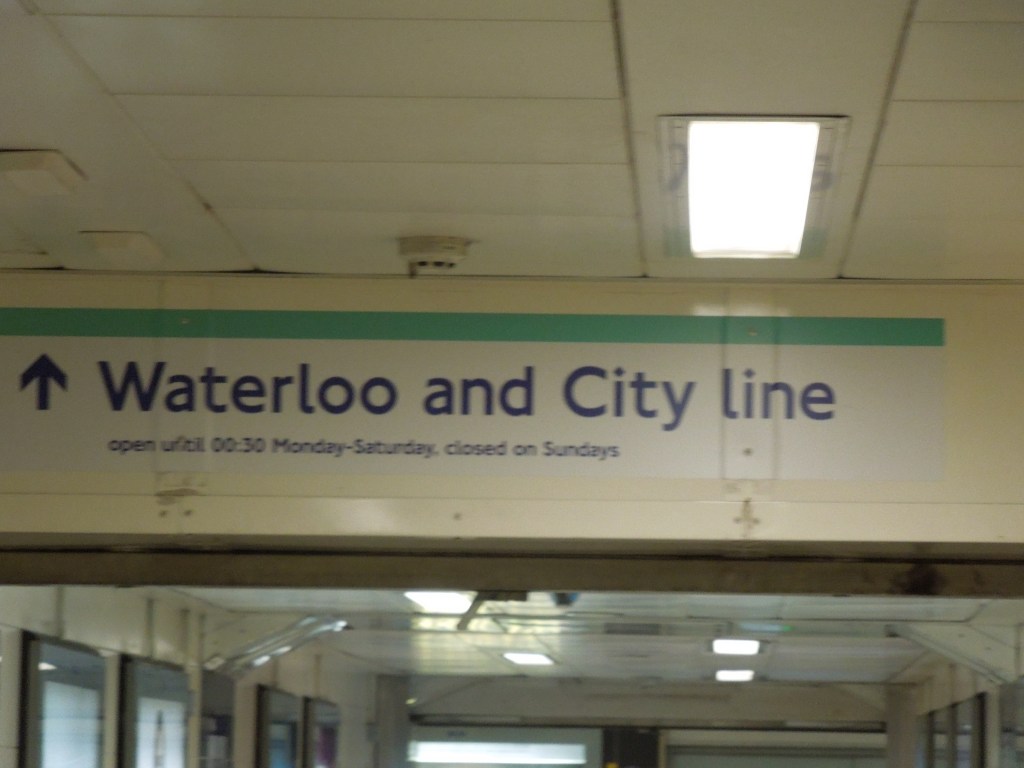 Waterloo and City line
open until 00:30 Monday-Saturday, closed on Sundays